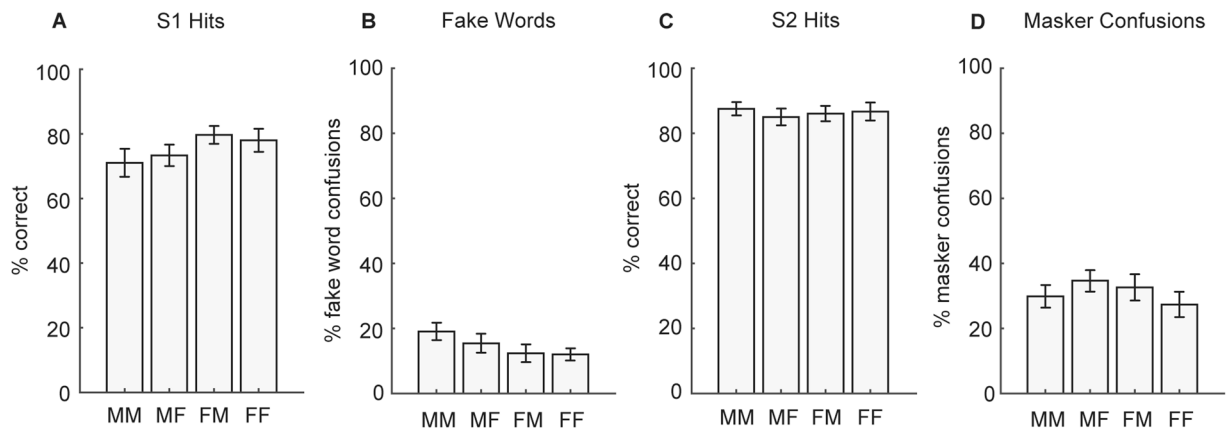 A S1 Hits
% correct
100
80
60
40
20
0
MM MF FM FF
B Fake Words
% fake word confusions
100
80
60
40
20
0
MM MF FM FF
C S2 Hits
% correct
100
80
60
40
20
0
MM MF FM FF
D Masker Confusions
% masker confusions
100
80
60
40
20
0
MM MF FM FF